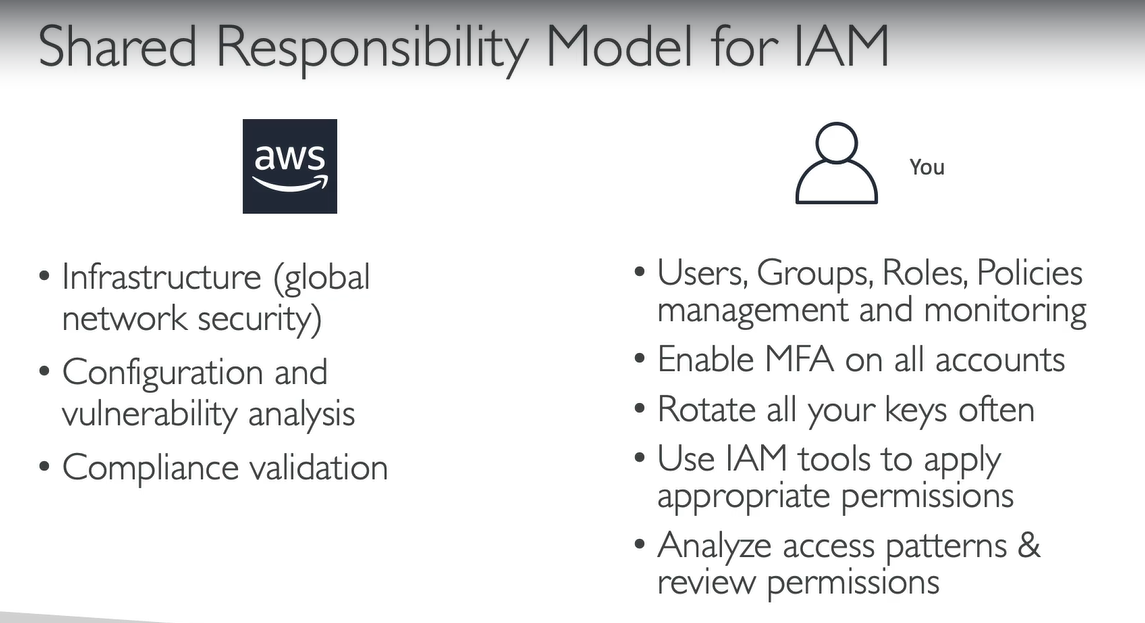 Shared Responsibility Model for IAM
aws
You
• Infrastructure (global
network security)
• Configuration and
vulnerability analysis
• Compliance validation
• Users, Groups, Roles, Policies
management and monitoring
• Enable MFA on all accounts
• Rotate all your keys often
• Use IAM tools to apply
appropriate permissions
• Analyze access patterns &
review permissions